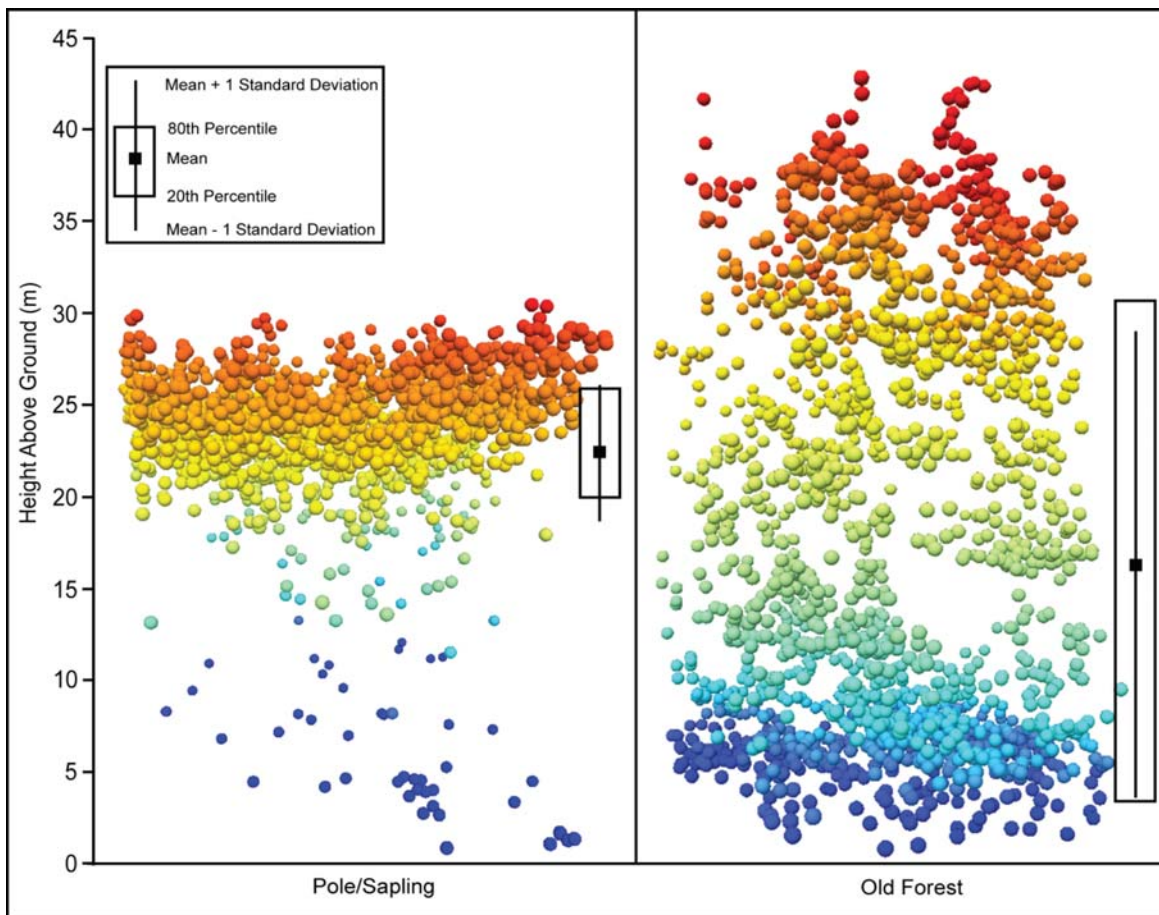 45
40
35
30
25
20
15
10
5
0
Height Above Ground (m)
Mean + 1 Standard Deviation
80th Percentile
Mean
20th Percentile
Mean - 1 Standard Deviation
Pole/Sapling
Old Forest